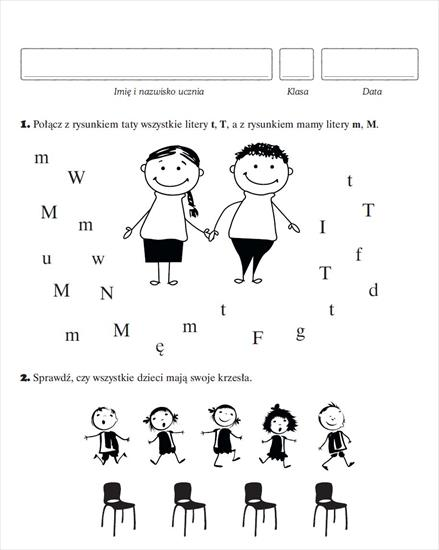 Imię i nazwisko ucznia Klasa Data
1. Połącz z rysunkiem taty wszystkie litery t, T, a z rysunkiem mamy litery m, M.
m
W t
M T
m I
u w f
M N T d
t t
m M m F g
ę
2. Sprawdź, czy wszystkie dzieci mają swoje krzesła.